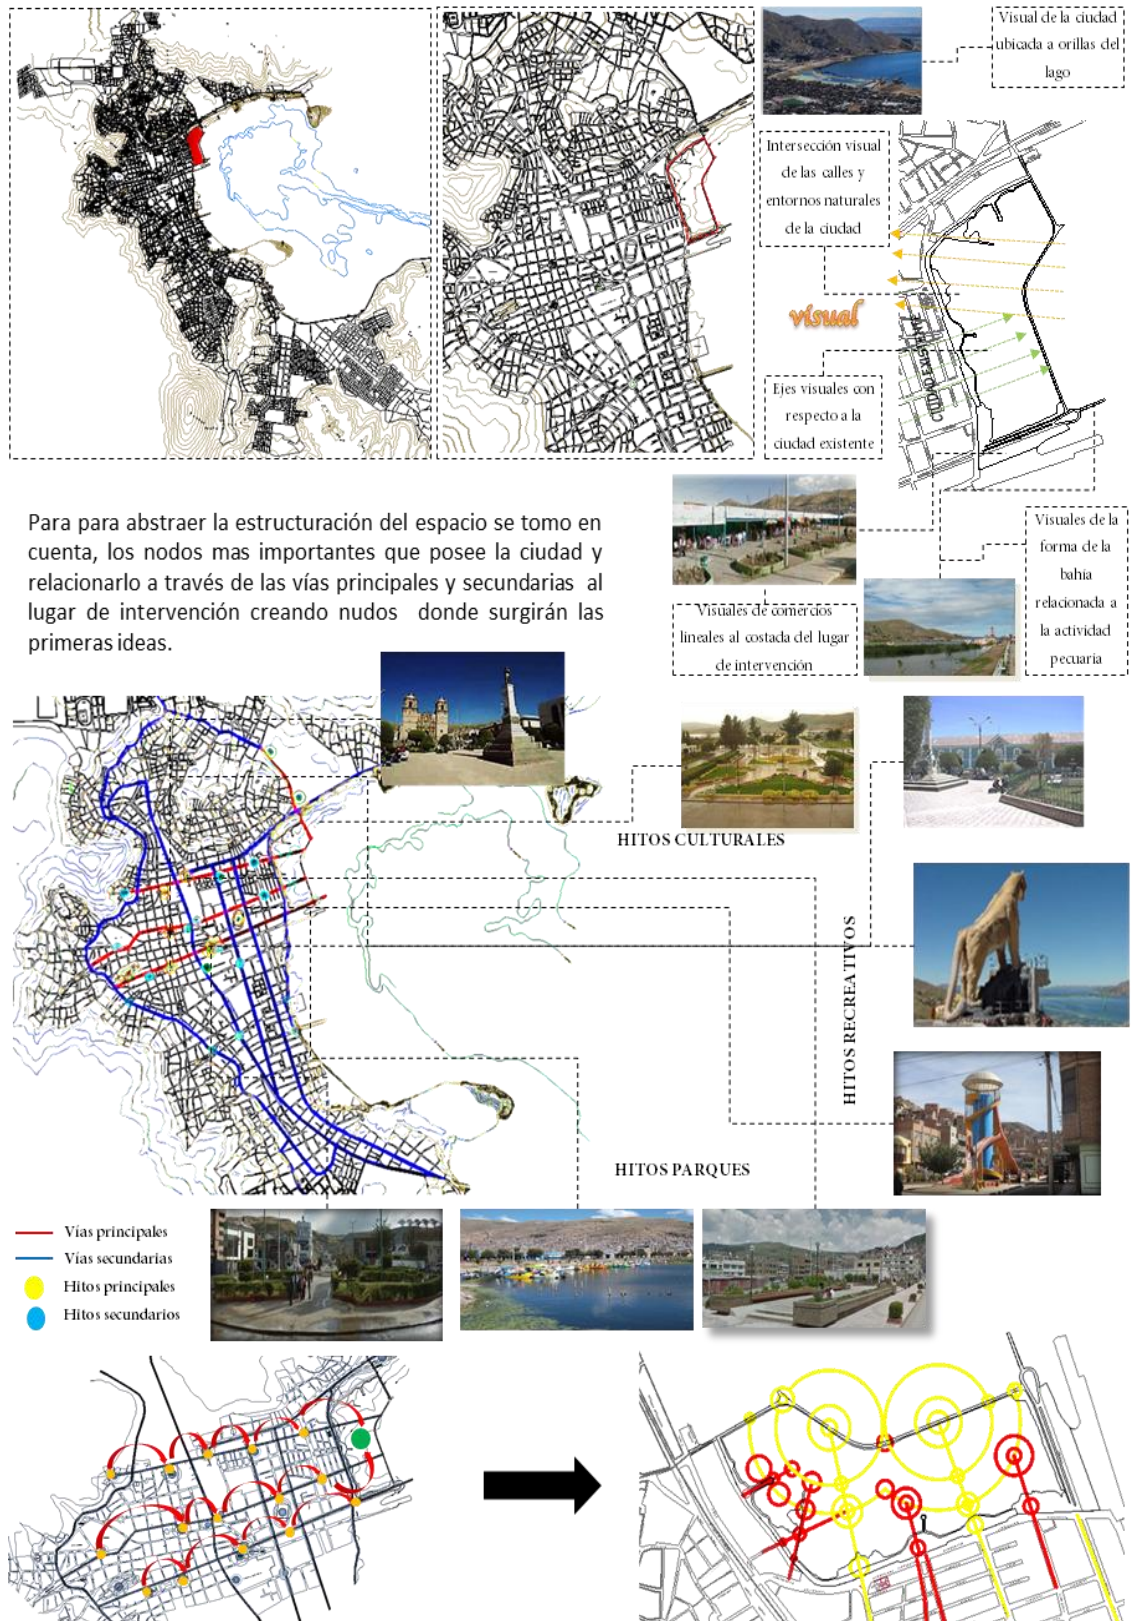 Visual de la ciudad
ubicada a orillas del
lago
Intersección visual
de las calles y
entornos naturales
de la ciudad
visual
CIUDAD EXISTENTE
Ejes visuales con
respecto a la
ciudad existente
Para para abstraer la estructuración del espacio se tomo en
cuenta, los nodos mas importantes que posee la ciudad y
relacionarlo a través de las vías principales y secundarias al
lugar de intervención creando nudos donde surgirán las
primeras ideas.
Visuales de comercios
lineales al costada del lugar
de intervención
Visuales de la
forma de la
bahía
relacionada a
la actividad
pecuaria
HITOS CULTURALES
HITOS RECREATIVOS
HITOS PARQUES
Vías principales
Vías secundarias
Hitos principales
Hitos secundarios